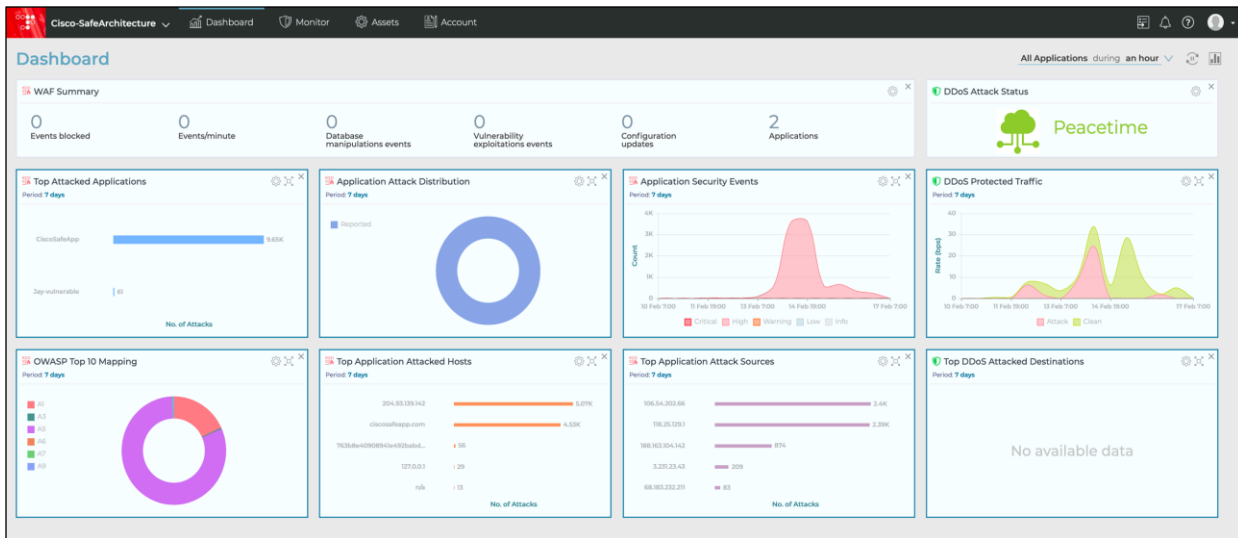 Cisco-SafeArchitecture Dashboard Monitor Assets Account
Dashboard
All Applications during an hour
WAF Summary
0 0 0 0 0 2
Events blocked Events/minute Database manipulations events Vulnerability exploitations events Configuration updates Applications
DDoS Attack Status
Peacetime
Top Attacked Applications
Period: 7 days
CiscoSafeApp 9.65K
Jay-vulnerable 61
No. of Attacks
Application Attack Distribution
Period: 7 days
Reported
Application Security Events
Period: 7 days
4K
3K
2K
1K
0
Count
10 Feb 7:00 11 Feb 19:00 13 Feb 7:00 14 Feb 19:00 17 Feb 7:00
Critical High Warning Low Info
DDoS Protected Traffic
Period: 7 days
40
30
20
10
0
Rate (bps)
10 Feb 7:00 11 Feb 19:00 13 Feb 7:00 14 Feb 19:00 17 Feb 7:00
Attack Clean
OWASP Top 10 Mapping
Period: 7 days
A1
A3
A5
A6
A7
A9
Top Application Attacked Hosts
Period: 7 days
204.93.139.142 5.07K
ciscosafeapp.com 4.53K
56
127.0.0.1 29
n/a 13
No. of Attacks
Top Application Attack Sources
Period: 7 days
106.54.202.66 2.4K
118.25.129.1 2.39K
188.163.104.142 874
3.231.23.43 209
68.183.232.211 83
No. of Attacks
Top DDoS Attacked Destinations
Period: 7 days
No available data